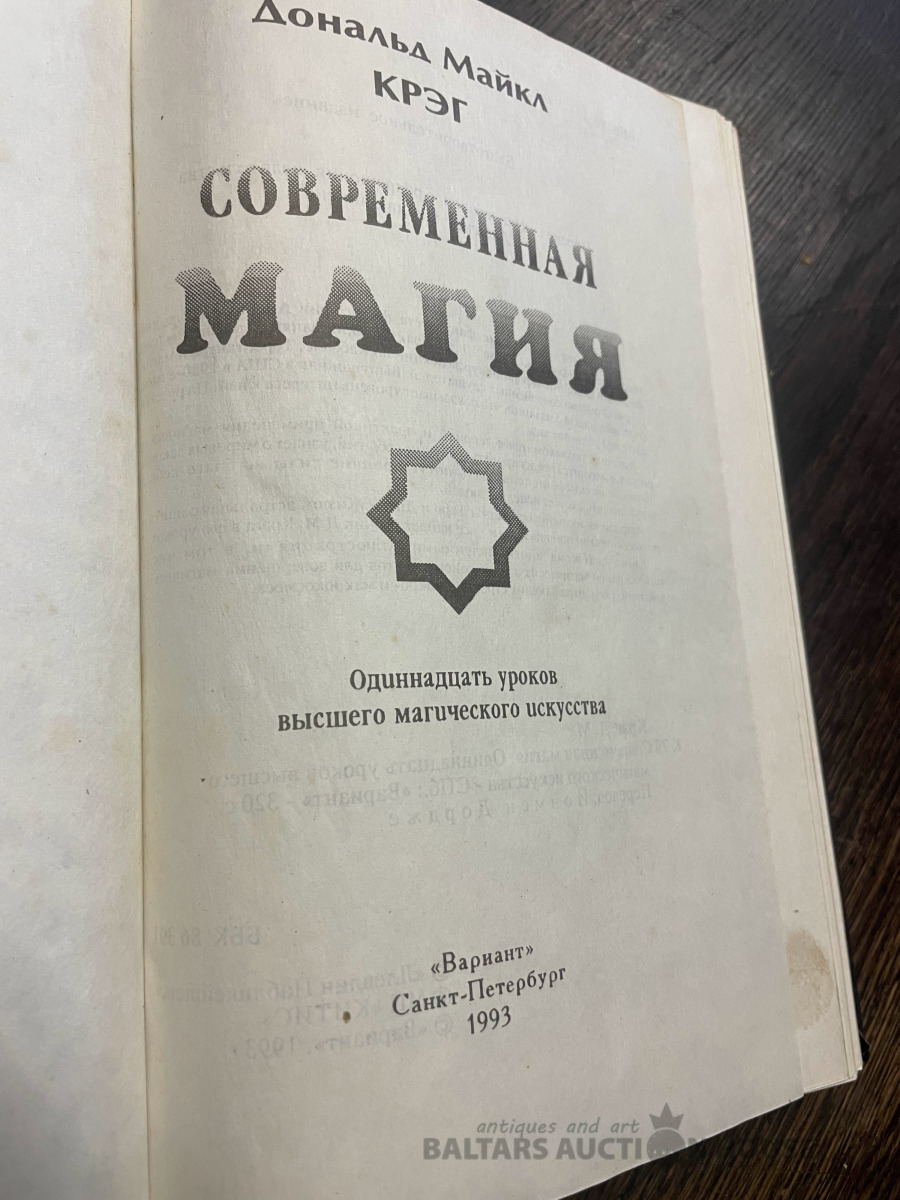 Дональд Майкл
КРЭГ
СОВРЕМЕННАЯ
МАГИЯ
Одиннадцать уроков
высшего магического искусства
«Вариант»
Санкт-Петербург
1993
antiques and art
BALTARS AUCTION HOUSE